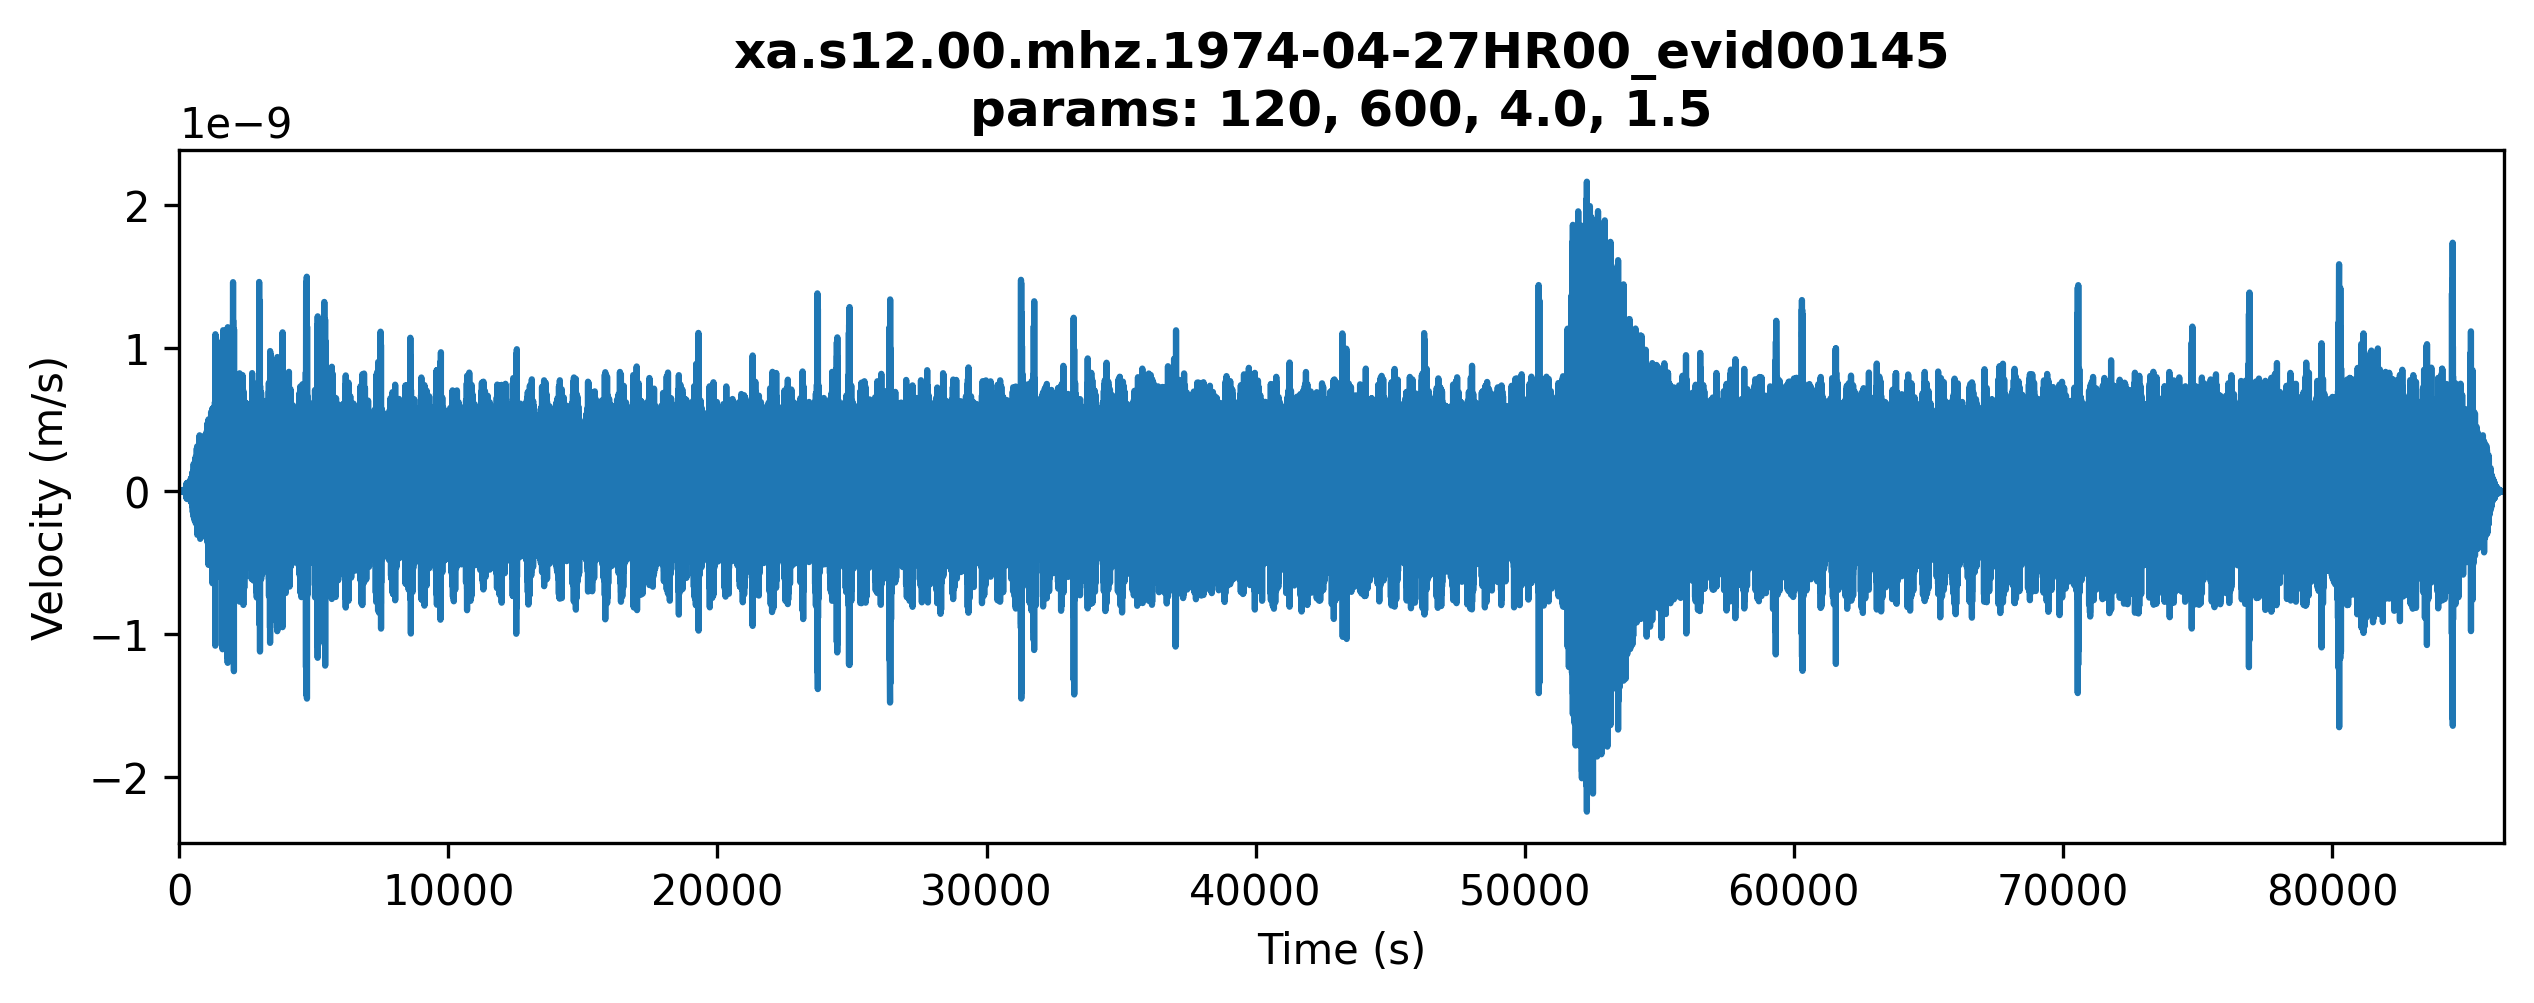 xa.s12.00.mhz.1974-04-27HR00_evid00145
params: 120, 600, 4.0, 1.5
1e−9
2
1
0
−1
−2
Velocity (m/s)
0 10000 20000 30000 40000 50000 60000 70000 80000
Time (s)